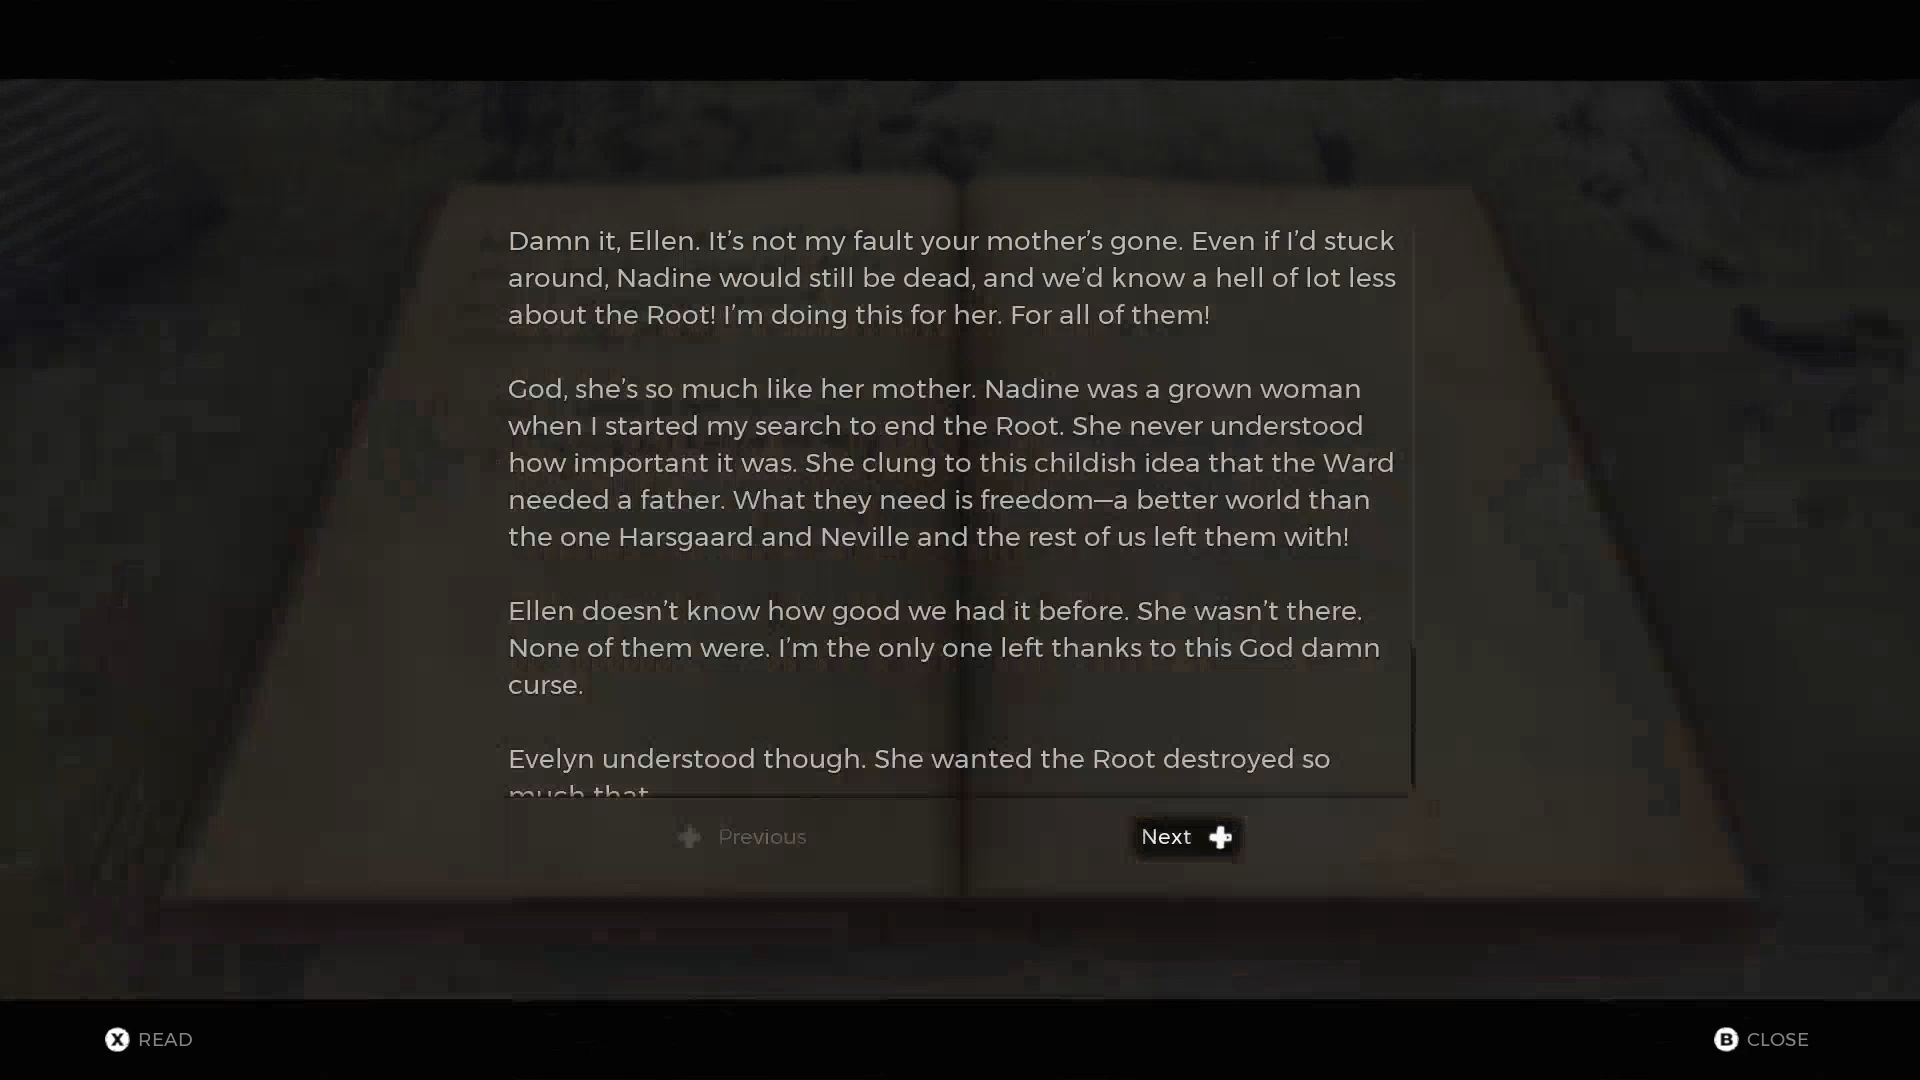 Damn it, Ellen. It’s not my fault your mother’s gone. Even if I’d stuck
around, Nadine would still be dead, and we’d know a hell of lot less
about the Root! I’m doing this for her. For all of them!
God, she’s so much like her mother. Nadine was a grown woman
when I started my search to end the Root. She never understood
how important it was. She clung to this childish idea that the Ward
needed a father. What they need is freedom—a better world than
the one Harsgaard and Neville and the rest of us left them with!
Ellen doesn’t know how good we had it before. She wasn’t there.
None of them were. I’m the only one left thanks to this God damn
curse.
Evelyn understood though. She wanted the Root destroyed so
much that
Previous
Next
X READ
B CLOSE